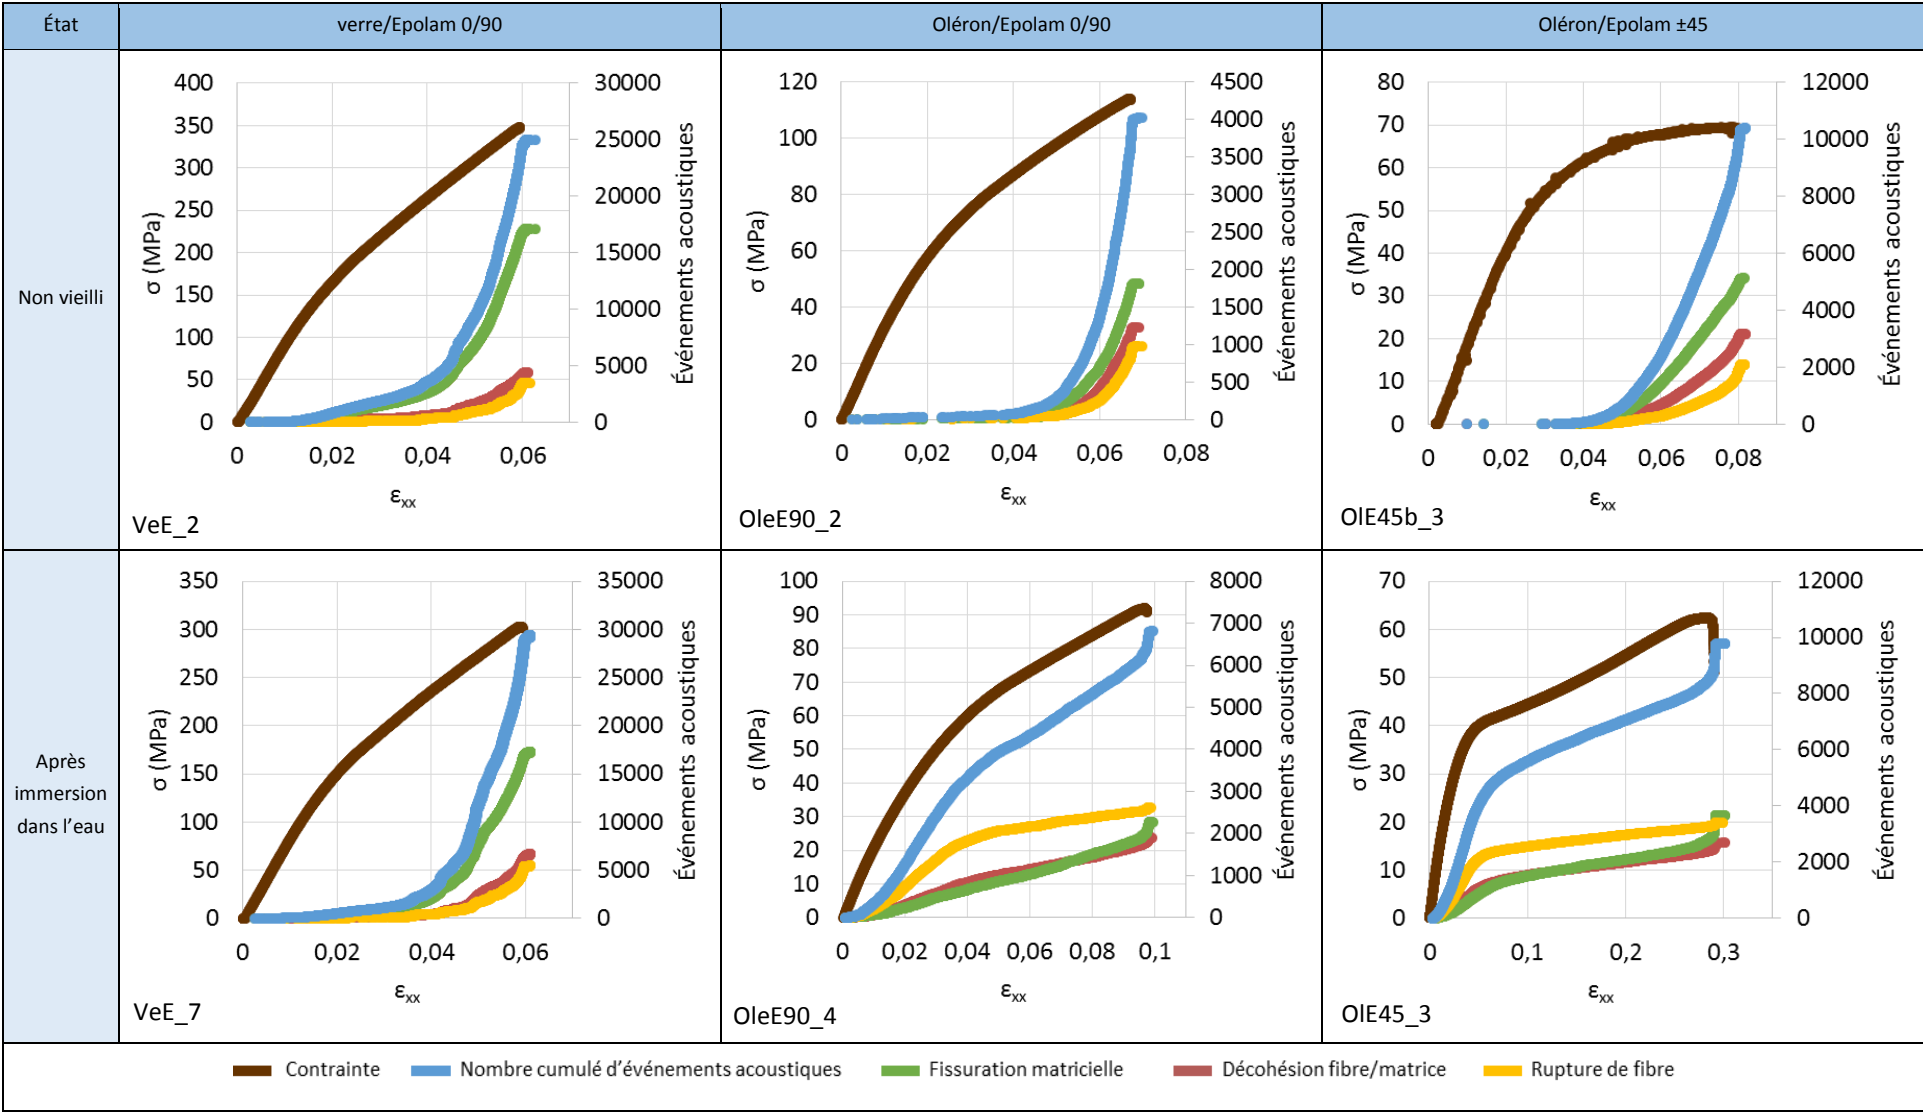 État verre/Epolam 0/90 Oléron/Epolam 0/90 Oléron/Epolam ±45
Non vieilli
400
350
300
250
200
150
100
50
0
σ (MPa)
30000
25000
20000
15000
10000
5000
0
Événements acoustiques
0 0,02 0,04 0,06
εxx
VeE_2
120
100
80
60
40
20
0
σ (MPa)
4500
4000
3500
3000
2500
2000
1500
1000
500
0
Événements acoustiques
0 0,02 0,04 0,06 0,08
εxx
OleE90_2
80
70
60
50
40
30
20
10
0
σ (MPa)
12000
10000
8000
6000
4000
2000
0
Événements acoustiques
0 0,02 0,04 0,06 0,08
εxx
OlE45b_3
Après
immersion
dans l’eau
350
300
250
200
150
100
50
0
σ (MPa)
35000
30000
25000
20000
15000
10000
5000
0
Événements acoustiques
0 0,02 0,04 0,06
εxx
VeE_7
100
90
80
70
60
50
40
30
20
10
0
σ (MPa)
8000
7000
6000
5000
4000
3000
2000
1000
0
Événements acoustiques
0 0,02 0,04 0,06 0,08 0,1
εxx
OleE90_4
70
60
50
40
30
20
10
0
σ (MPa)
12000
10000
8000
6000
4000
2000
0
Événements acoustiques
0 0,1 0,2 0,3
εxx
OlE45_3
Contrainte Nombre cumulé d’événements acoustiques Fissuration matricielle Décohésion fibre/matrice Rupture de fibre